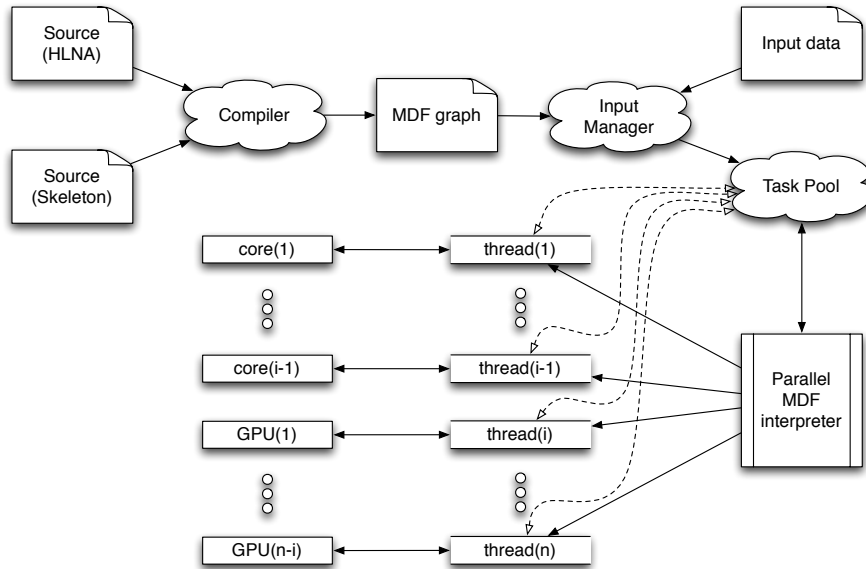 Source
(HLNA)
Input data
Compiler
MDF graph
Input
Manager
Source
(Skeleton)
Task Pool
core(1)
thread(1)
core(i-1)
thread(i-1)
Parallel
MDF
interpreter
GPU(1)
thread(i)
GPU(n-i)
thread(n)